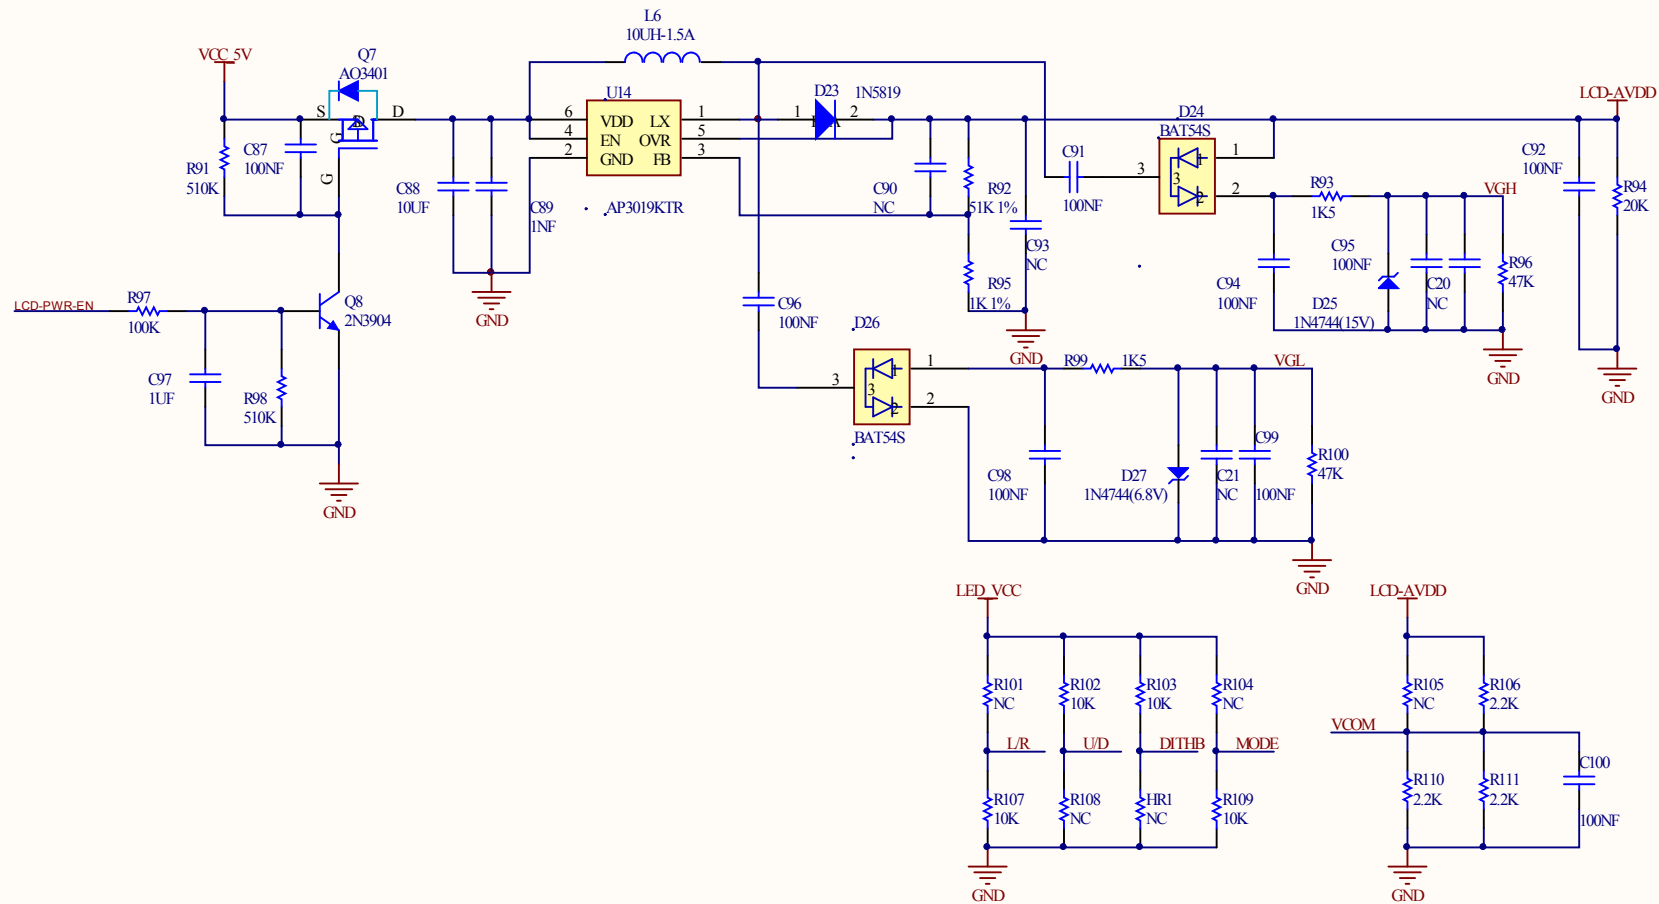 L6
10UH-1.5A
VCC_5V
Q7
AO3401
S
D
G
G
U14
6
VDD
LX
1
4
EN
OVR
5
2
GND
FB
3
AP3019KTR
D23
1N5819
1
2
R91
510K
C87
100NF
C88
10UF
C89
1NF
GND
C90
NC
R92
51K 1%
C93
NC
R95
1K 1%
GND
C91
100NF
D24
BAT54S
3
3
1
2
1
2
R93
1K5
VGH
LCD-AVDD
C92
100NF
R94
20K
GND
C94
100NF
C95
100NF
D25
1N4744(15V)
C20
NC
R96
47K
GND
LCD-PWR-EN
R97
100K
Q8
2N3904
C97
1UF
R98
510K
GND
C96
100NF
D26
3
3
1
2
1
2
BAT54S
R99
1K5
VGL
C98
100NF
D27
1N4744(6.8V)
C21
NC
C99
100NF
R100
47K
GND
LED_VCC
R101
NC
R102
10K
R103
10K
R104
NC
L/R
U/D
DITHB
MODE
R107
10K
R108
NC
HR1
NC
R109
10K
GND
LCD-AVDD
R105
NC
R106
2.2K
VCOM
R110
2.2K
R111
2.2K
C100
100NF
GND